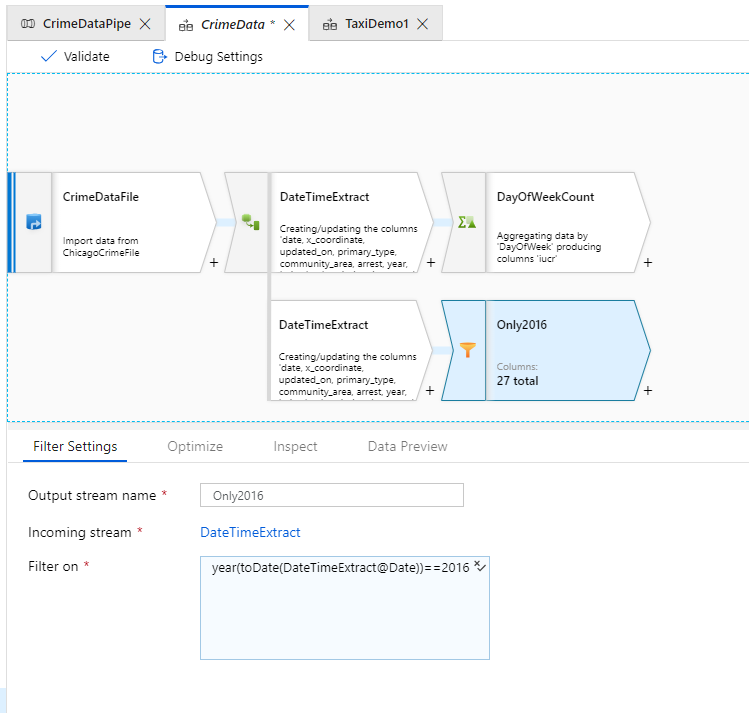 CrimeDataPipe
CrimeData *
TaxiDemo1
Validate
Debug Settings
CrimeDataFile
Import data from
ChicagoCrimeFile
+
DateTimeExtract
Creating/updating the columns
'date, x_coordinate,
updated_on, primary_type,
community_area, arrest, year,
+
DayOfWeekCount
Aggregating data by
'DayOfWeek' producing
columns 'iucr'
+
DateTimeExtract
Creating/updating the columns
'date, x_coordinate,
updated_on, primary_type,
community_area, arrest, year,
+
Only2016
Columns:
27 total
+
Filter Settings
Optimize
Inspect
Data Preview
Output stream name *
Only2016
Incoming stream *
DateTimeExtract
Filter on *
year(toDate(DateTimeExtract@Date))==2016